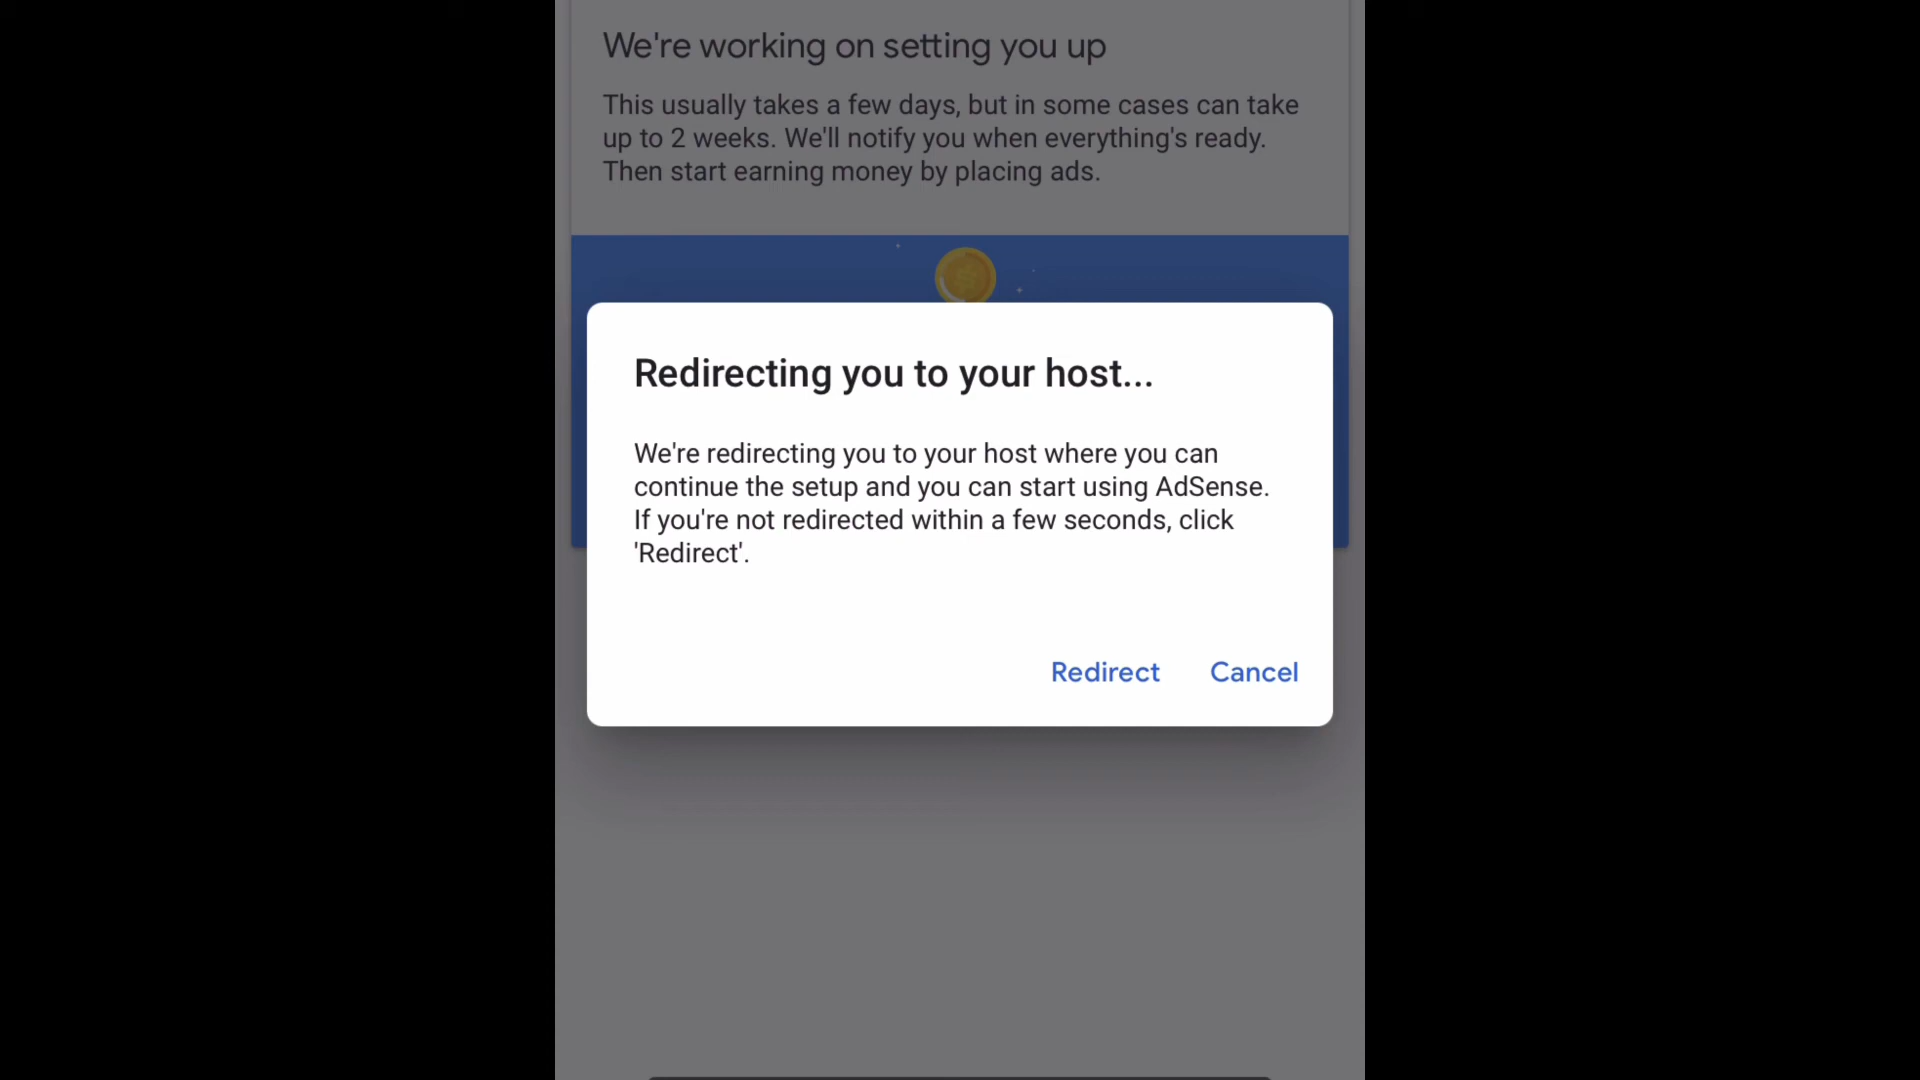 We're working on setting you up
This usually takes a few days, but in some cases can take
up to 2 weeks. We'll notify you when everything's ready.
Then start earning money by placing ads.
Redirecting you to your host...
We're redirecting you to your host where you can
continue the setup and you can start using AdSense.
If you're not redirected within a few seconds, click
'Redirect'.
Redirect Cancel